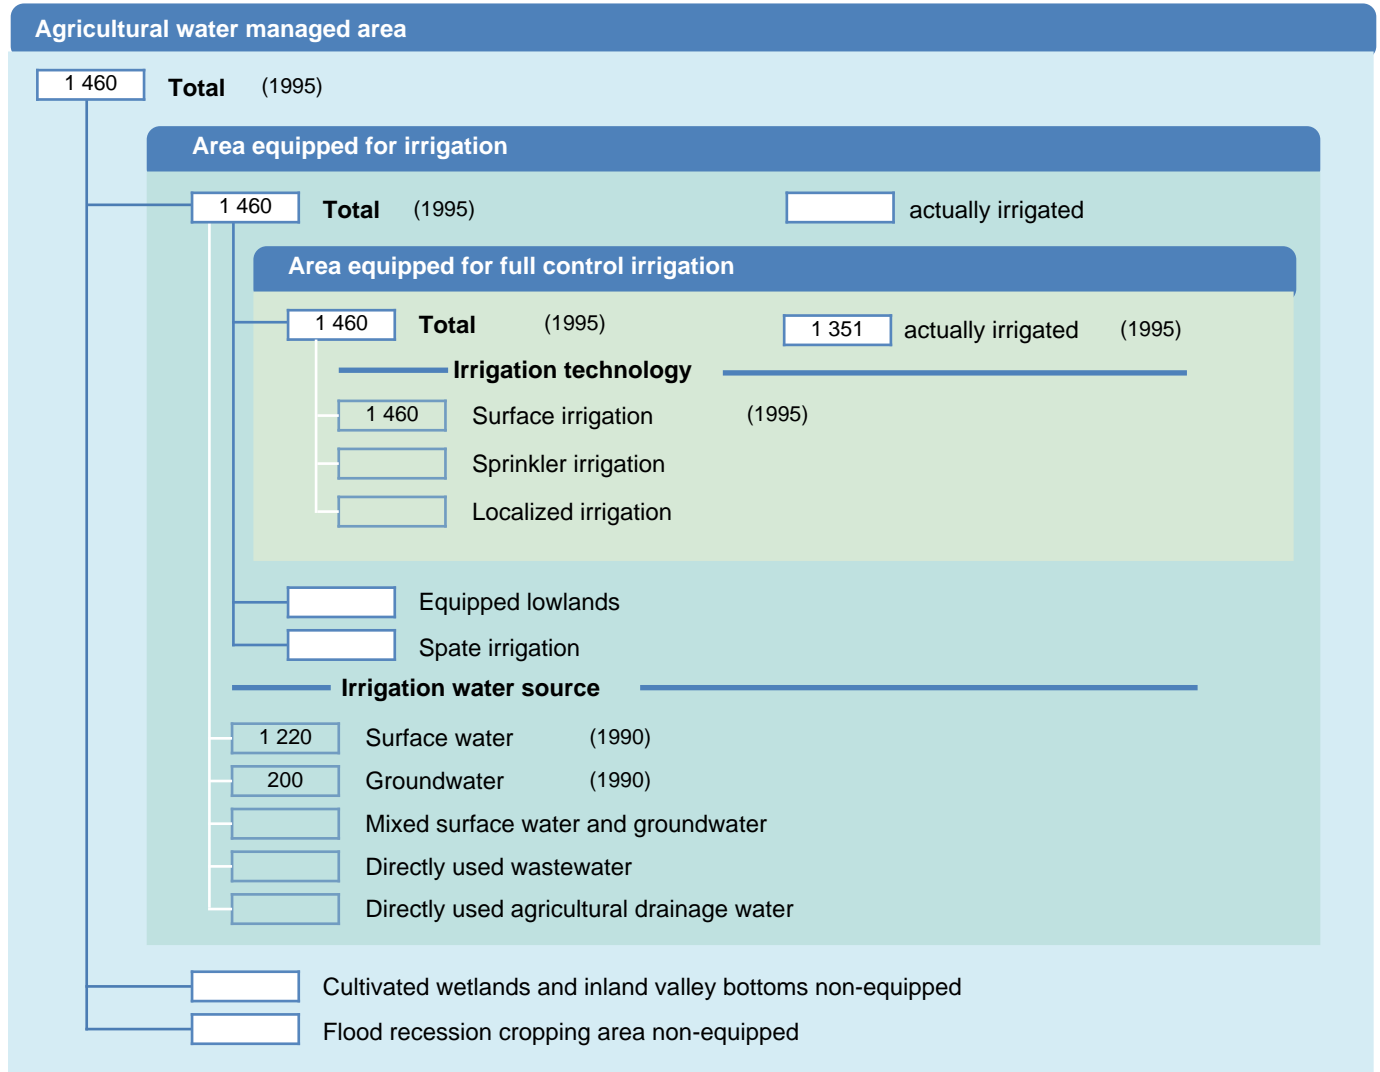 Agricultural water managed area
1 460 Total (1995)
Area equipped for irrigation
1 460 Total (1995) actually irrigated
Area equipped for full control irrigation
1 460 Total (1995) 1 351 actually irrigated (1995)
Irrigation technology
1 460 Surface irrigation (1995)
Sprinkler irrigation
Localized irrigation
Equipped lowlands
Spate irrigation
Irrigation water source
1 220 Surface water (1990)
200 Groundwater (1990)
Mixed surface water and groundwater
Directly used wastewater
Directly used agricultural drainage water
Cultivated wetlands and inland valley bottoms non-equipped
Flood recession cropping area non-equipped